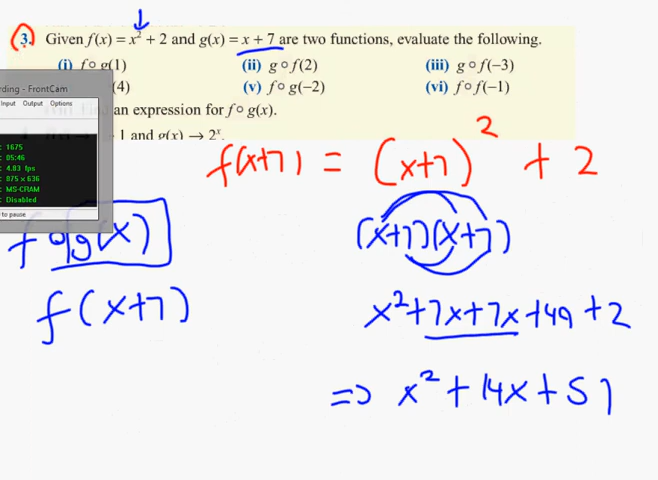 3. Given f(x) = x² + 2 and g(x) = x + 7 are two functions, evaluate the following.
(i) f∘g(1) (ii) g∘f(2) (iii) g∘f(−3)
(4) (v) f∘g(−2) (vi) f∘f(−1)
an expression for f∘g(x).
1 and g(x) → 2ˣ.
rding - FrontCam
Input Output Options
: 1675
: 05:46
: 4.83 fps
: 875 x 636
: MS-CRAM
: Disabled
to pause
f(x+7) = (x+7)² + 2
f g(x)
(x+7)(x+7)
f(x+7)
x²+7x+7x+49+2
⇒ x²+14x+51